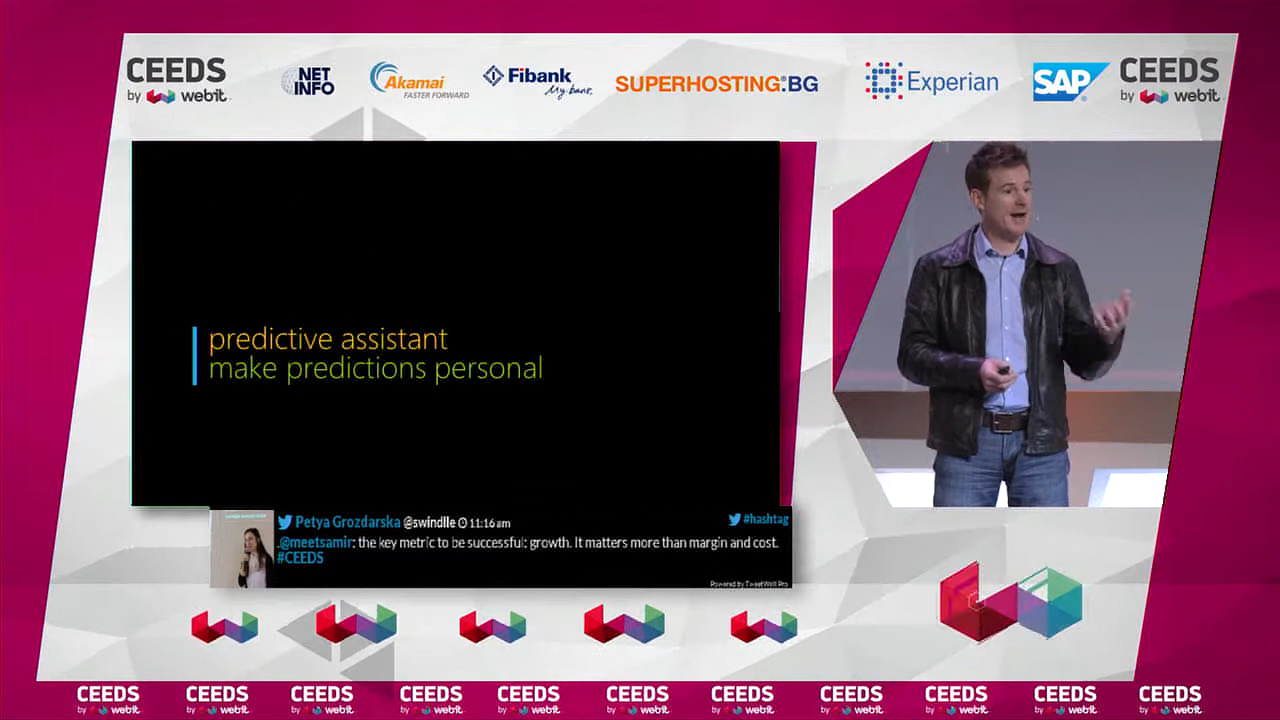 CEEDS
by webit
NET
INFO
Akamai
FASTER FORWARD
Fibank
My bank.
SUPERHOSTING.BG
Experian
SAP
CEEDS
by webit
predictive assistant
make predictions personal
Petya Grozdarska @swindlle 11:16 am
#hashtag
.@meetsamir: the key metric to be successful: growth. It matters more than margin and cost.
#CEEDS
Powered by TweetWall Pro
CEEDS
by webit
CEEDS
by webit
CEEDS
by webit
CEEDS
by webit
CEEDS
by webit
CEEDS
by webit
CEEDS
by webit
CEEDS
by webit
CEEDS
by webit
CEEDS
by webit
CEEDS
by webit